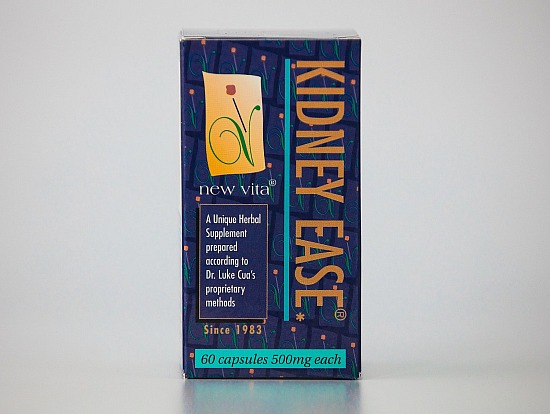 new vita®
KIDNEY EASE®*
A Unique Herbal
Supplement
prepared
according to
Dr. Luke Cua's
proprietary
methods
Since 1983
60 capsules 500mg each